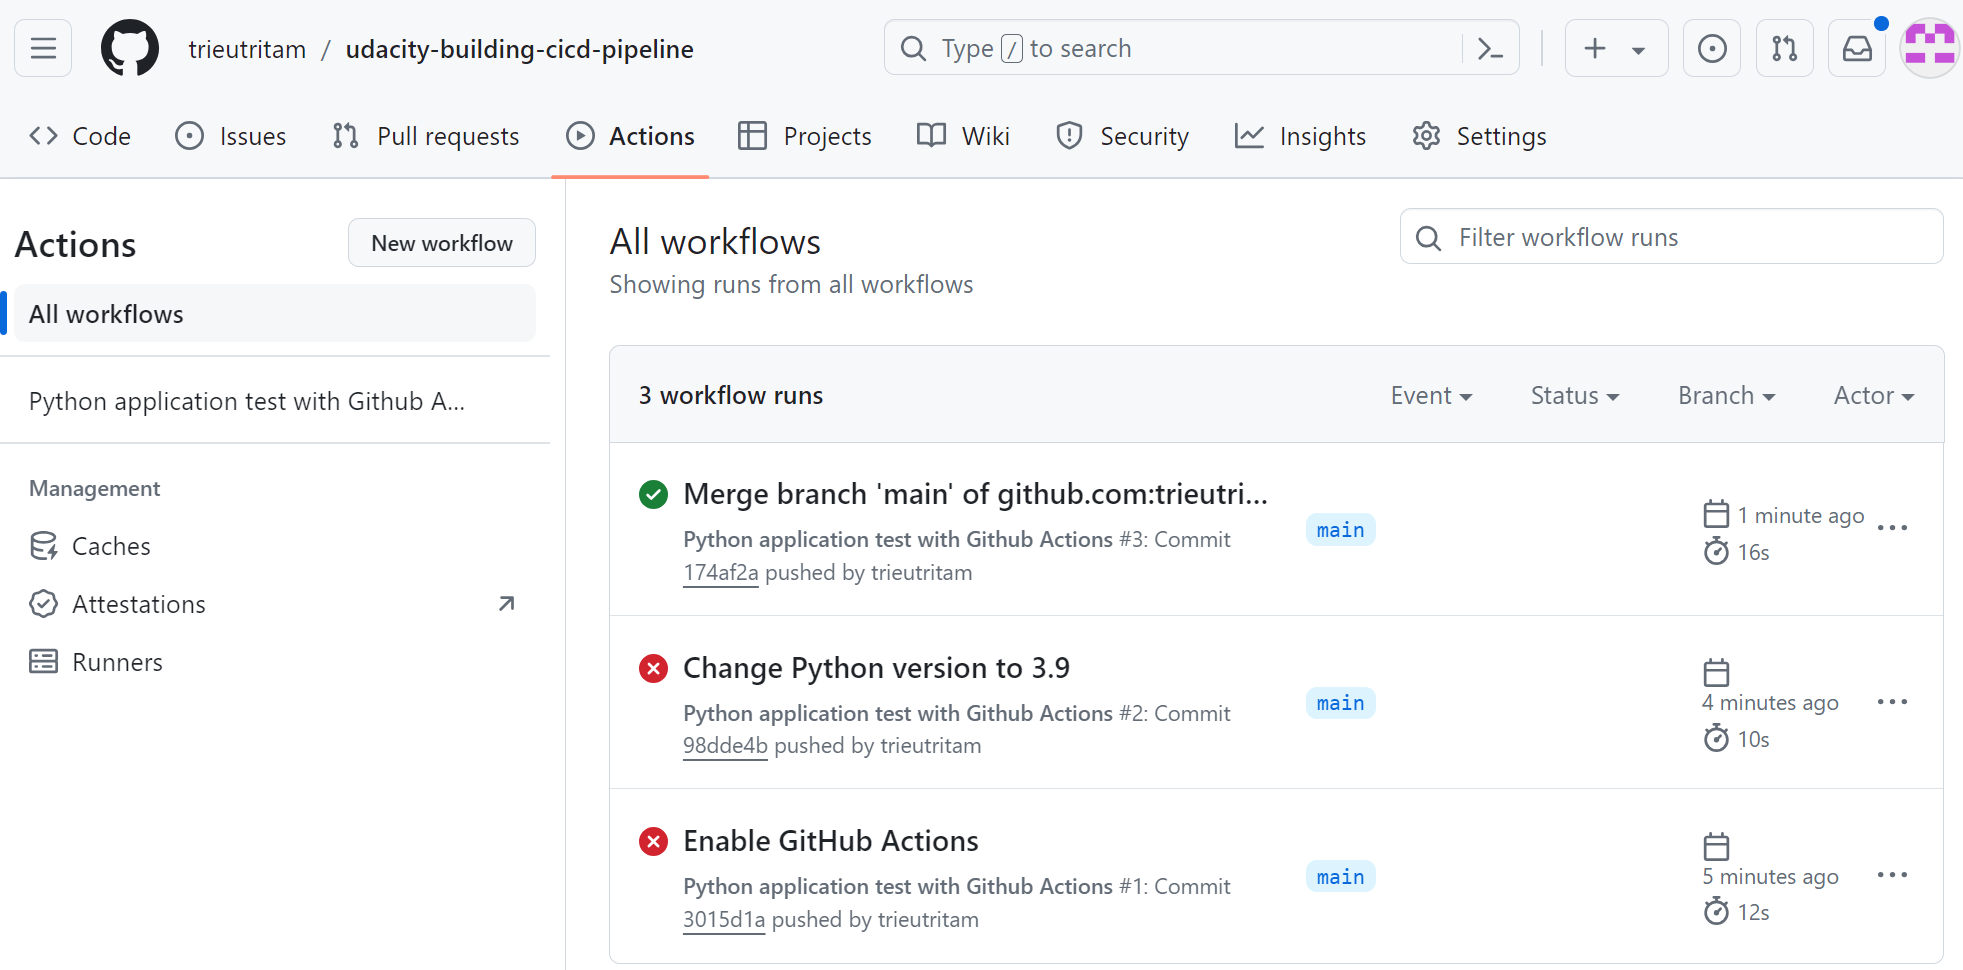 trieutritam / udacity-building-cicd-pipeline
Type / to search
Code Issues Pull requests Actions Projects Wiki Security Insights Settings
Actions
New workflow
All workflows
Python application test with Github A...
Management
Caches
Attestations
Runners
All workflows
Showing runs from all workflows
Filter workflow runs
3 workflow runs
Event Status Branch Actor
Merge branch 'main' of github.com:trieutri...
Python application test with Github Actions #3: Commit
174af2a pushed by trieutritam
main
1 minute ago
16s
Change Python version to 3.9
Python application test with Github Actions #2: Commit
98dde4b pushed by trieutritam
main
4 minutes ago
10s
Enable GitHub Actions
Python application test with Github Actions #1: Commit
3015d1a pushed by trieutritam
main
5 minutes ago
12s